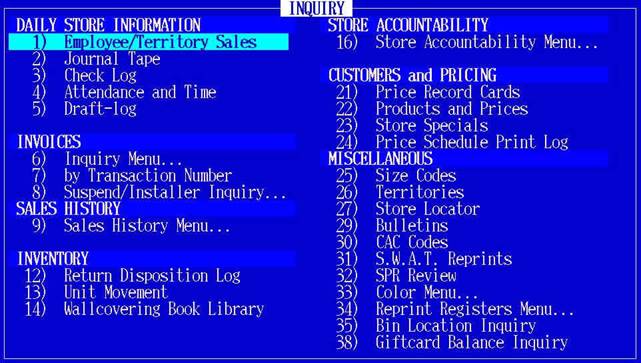 INQUIRY
DAILY STORE INFORMATION
1) Employee/Territory Sales
2) Journal Tape
3) Check Log
4) Attendance and Time
5) Draft-log
INVOICES
6) Inquiry Menu...
7) by Transaction Number
8) Suspend/Installer Inquiry...
SALES HISTORY
9) Sales History Menu...
INVENTORY
12) Return Disposition Log
13) Unit Movement
14) Wallcovering Book Library
STORE ACCOUNTABILITY
16) Store Accountability Menu...
CUSTOMERS and PRICING
21) Price Record Cards
22) Products and Prices
23) Store Specials
24) Price Schedule Print Log
MISCELLANEOUS
25) Size Codes
26) Territories
27) Store Locator
29) Bulletins
30) CAC Codes
31) S.W.A.T. Reprints
32) SPR Review
33) Color Menu...
34) Reprint Registers Menu...
35) Bin Location Inquiry
38) Giftcard Balance Inquiry